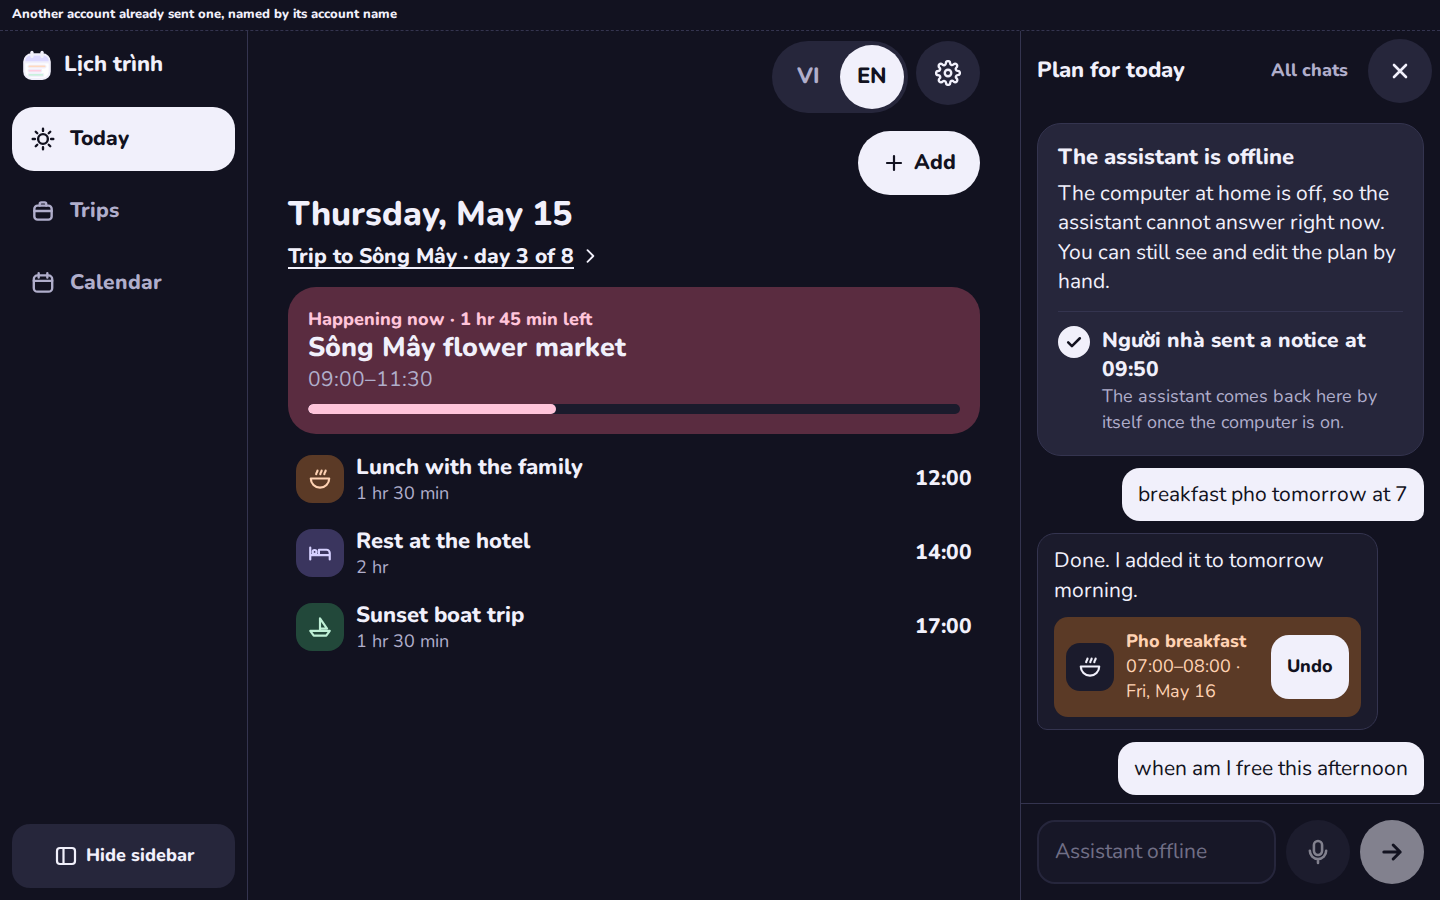 Another account already sent one, named by its account name
Lịch trình
Today
Trips
Calendar
Hide sidebar
VI
EN
Add
Thursday, May 15
Trip to Sông Mây · day 3 of 8
Happening now · 1 hr 45 min left
Sông Mây flower market
09:00–11:30
Lunch with the family
1 hr 30 min
12:00
Rest at the hotel
2 hr
14:00
Sunset boat trip
1 hr 30 min
17:00
Plan for today
All chats
The assistant is offline
The computer at home is off, so the
assistant cannot answer right now.
You can still see and edit the plan by
hand.
Người nhà sent a notice at
09:50
The assistant comes back here by
itself once the computer is on.
breakfast pho tomorrow at 7
Done. I added it to tomorrow
morning.
Pho breakfast
07:00–08:00 ·
Fri, May 16
Undo
when am I free this afternoon
Assistant offline